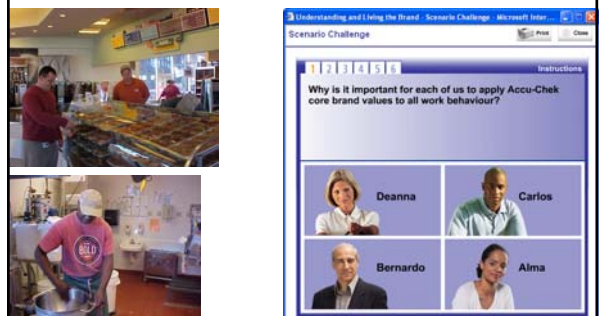 Understanding and Living the Brand - Scenario Challenge - Microsoft Inter...
Scenario Challenge
Print
Close
1 2 3 4 5 6
Instructions
Why is it important for each of us to apply Accu-Chek
core brand values to all work behaviour?
Deanna
Carlos
Bernardo
Alma
BOLD